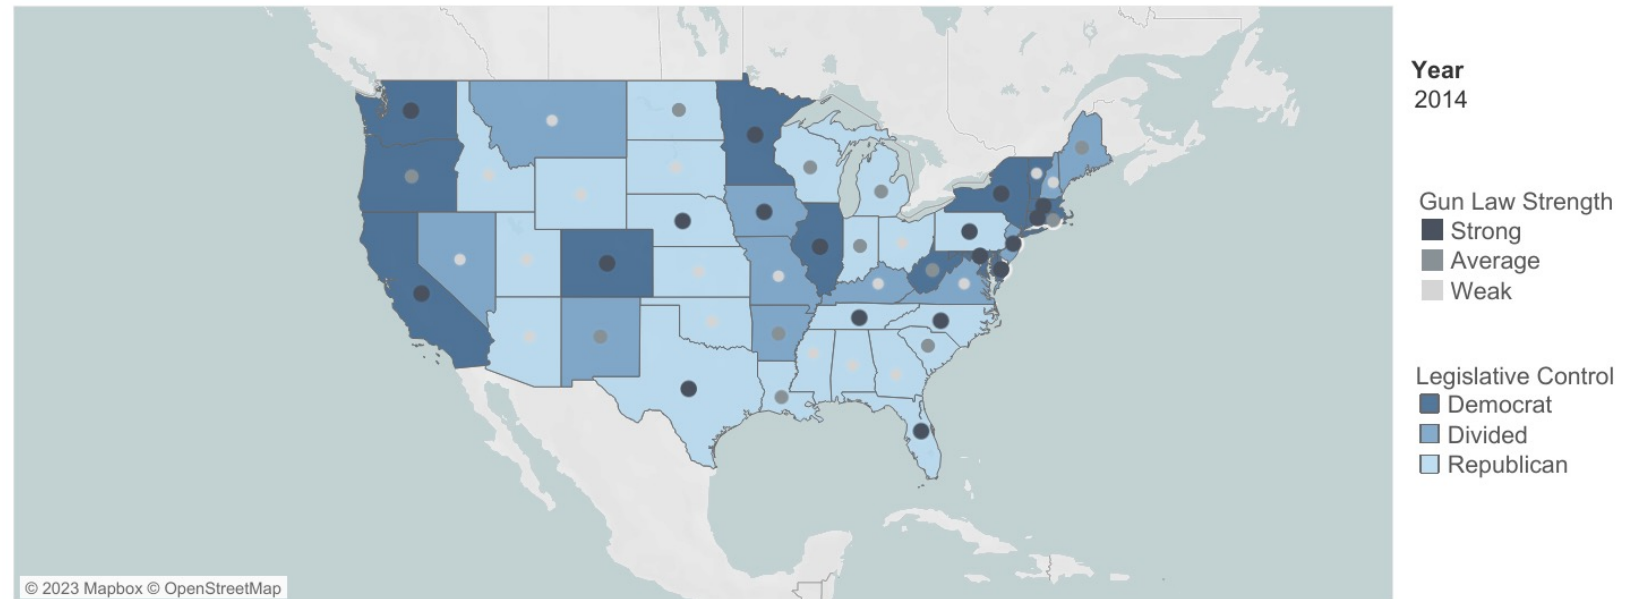 Year
2014
Gun Law Strength
Strong
Average
Weak
Legislative Control
Democrat
Divided
Republican
© 2023 Mapbox © OpenStreetMap